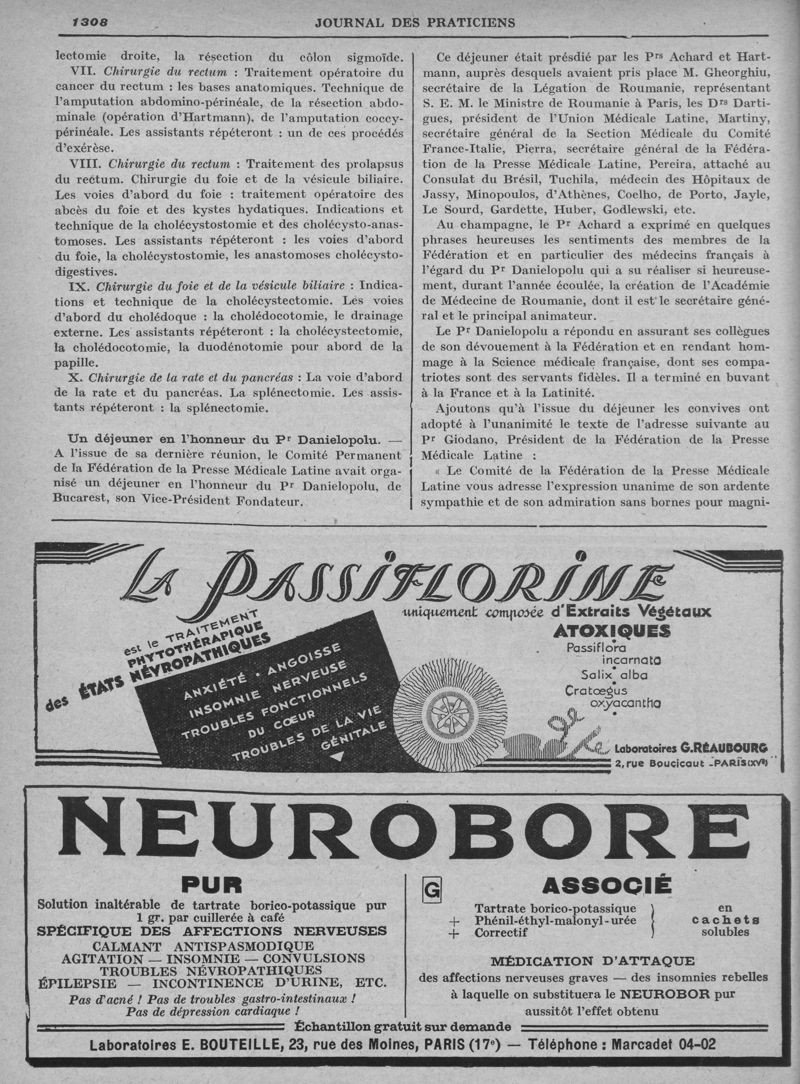 1308
JOURNAL DES PRATICIENS
lectomie droite, la résection du côlon sigmoïde.
VII. Chirurgie du rectum : Traitement opératoire du
cancer du rectum : les bases anatomiques. Technique de
l'amputation abdomino-périnéale, de la résection abdo-
minale (opération d'Hartmann), de l'amputation coccy-
périnéale. Les assistants répéteront : un de ces procédés
d'exérèse.
VIII. Chirurgie du rectum : Traitement des prolapsus
du rectum. Chirurgie du foie et de la vésicule biliaire.
Les voies d'abord du foie : traitement opératoire des
abcès du foie et des kystes hydatiques. Indications et
technique de la cholécystostomie et des cholécysto-anas-
tomoses. Les assistants répéteront : les voies d'abord
du foie, la cholécystostomie, les anastomoses cholécysto-
digestives.
IX. Chirurgie du foie et de la vésicule biliaire : Indica-
tions et technique de la cholécystectomie. Les voies
d'abord du cholédoque : la cholédocotomie, le drainage
externe. Les assistants répéteront : la cholécystectomie,
la cholédocotomie, la duodénotomie pour abord de la
papille.
X. Chirurgie de la rate et du pancréas : La voie d'abord
de la rate et du pancréas. La splénectomie. Les assis-
tants répéteront : la splénectomie.
Un déjeuner en l'honneur du Pr Danielopolu. —
A l'issue de sa dernière réunion, le Comité Permanent
de la Fédération de la Presse Médicale Latine avait orga-
nisé un déjeuner en l'honneur du Pr Danielopolu, de
Bucarest, son Vice-Président Fondateur.
Ce déjeuner était présdié par les Prs Achard et Hart-
mann, auprès desquels avaient pris place M. Gheorghiu,
secrétaire de la Légation de Roumanie, représentant
S. E. M. le Ministre de Roumanie à Paris, les Drs Darti-
gues, président de l'Union Médicale Latine, Martiny,
secrétaire général de la Section Médicale du Comité
France-Italie, Pierra, secrétaire général de la Fédéra-
tion de la Presse Médicale Latine, Pereira, attaché au
Consulat du Brésil, Tuchila, médecin des Hôpitaux de
Jassy, Minopoulos, d'Athènes, Coelho, de Porto, Jayle,
Le Sourd, Gardette, Huber, Godlewski, etc.
Au champagne, le Pr Achard a exprimé en quelques
phrases heureuses les sentiments des membres de la
Fédération et en particulier des médecins français à
l'égard du Pr Danielopolu qui a su réaliser si heureuse-
ment, durant l'année écoulée, la création de l'Académie
de Médecine de Roumanie, dont il est le secrétaire géné-
ral et le principal animateur.
Le Pr Danielopolu a répondu en assurant ses collègues
de son dévouement à la Fédération et en rendant hom-
mage à la Science médicale française, dont ses compa-
triotes sont des servants fidèles. Il a terminé en buvant
à la France et à la Latinité.
Ajoutons qu'à l'issue du déjeuner les convives ont
adopté à l'unanimité le texte de l'adresse suivante au
Pr Giodano, Président de la Fédération de la Presse
Médicale Latine :
« Le Comité de la Fédération de la Presse Médicale
Latine vous adresse l'expression unanime de son ardente
sympathie et de son admiration sans bornes pour magni-
LA PASSIFLORINE
uniquement composée d'Extraits Végétaux
ATOXIQUES
Passiflora
incarnata
Salix alba
Cratœgus
oxyacantha
est le TRAITEMENT
PHYTOTHÉRAPIQUE
des ÉTATS NÉVROPATHIQUES
ANXIÉTÉ • ANGOISSE
INSOMNIE NERVEUSE
TROUBLES FONCTIONNELS
DU CŒUR
TROUBLES DE LA VIE
GÉNITALE
Laboratoires G.RÉAUBOURG
2, rue Boucicaut - PARIS (XVe)
NEUROBORE
PUR
Solution inaltérable de tartrate borico-potassique pur
1 gr. par cuillerée à café
SPÉCIFIQUE DES AFFECTIONS NERVEUSES
CALMANT ANTISPASMODIQUE
AGITATION — INSOMNIE — CONVULSIONS
TROUBLES NÉVROPATHIQUES
ÉPILEPSIE — INCONTINENCE D'URINE, ETC.
Pas d'acné ! Pas de troubles gastro-intestinaux !
Pas de dépression cardiaque !
G
ASSOCIÉ
Tartrate borico-potassique
+ Phénil-éthyl-malonyl-urée
+ Correctif
en
cachets
solubles
MÉDICATION D'ATTAQUE
des affections nerveuses graves — des insomnies rebelles
à laquelle on substituera le NEUROBOR pur
aussitôt l'effet obtenu
Échantillon gratuit sur demande
Laboratoires E. BOUTEILLE, 23, rue des Moines, PARIS (17e) — Téléphone : Marcadet 04-02